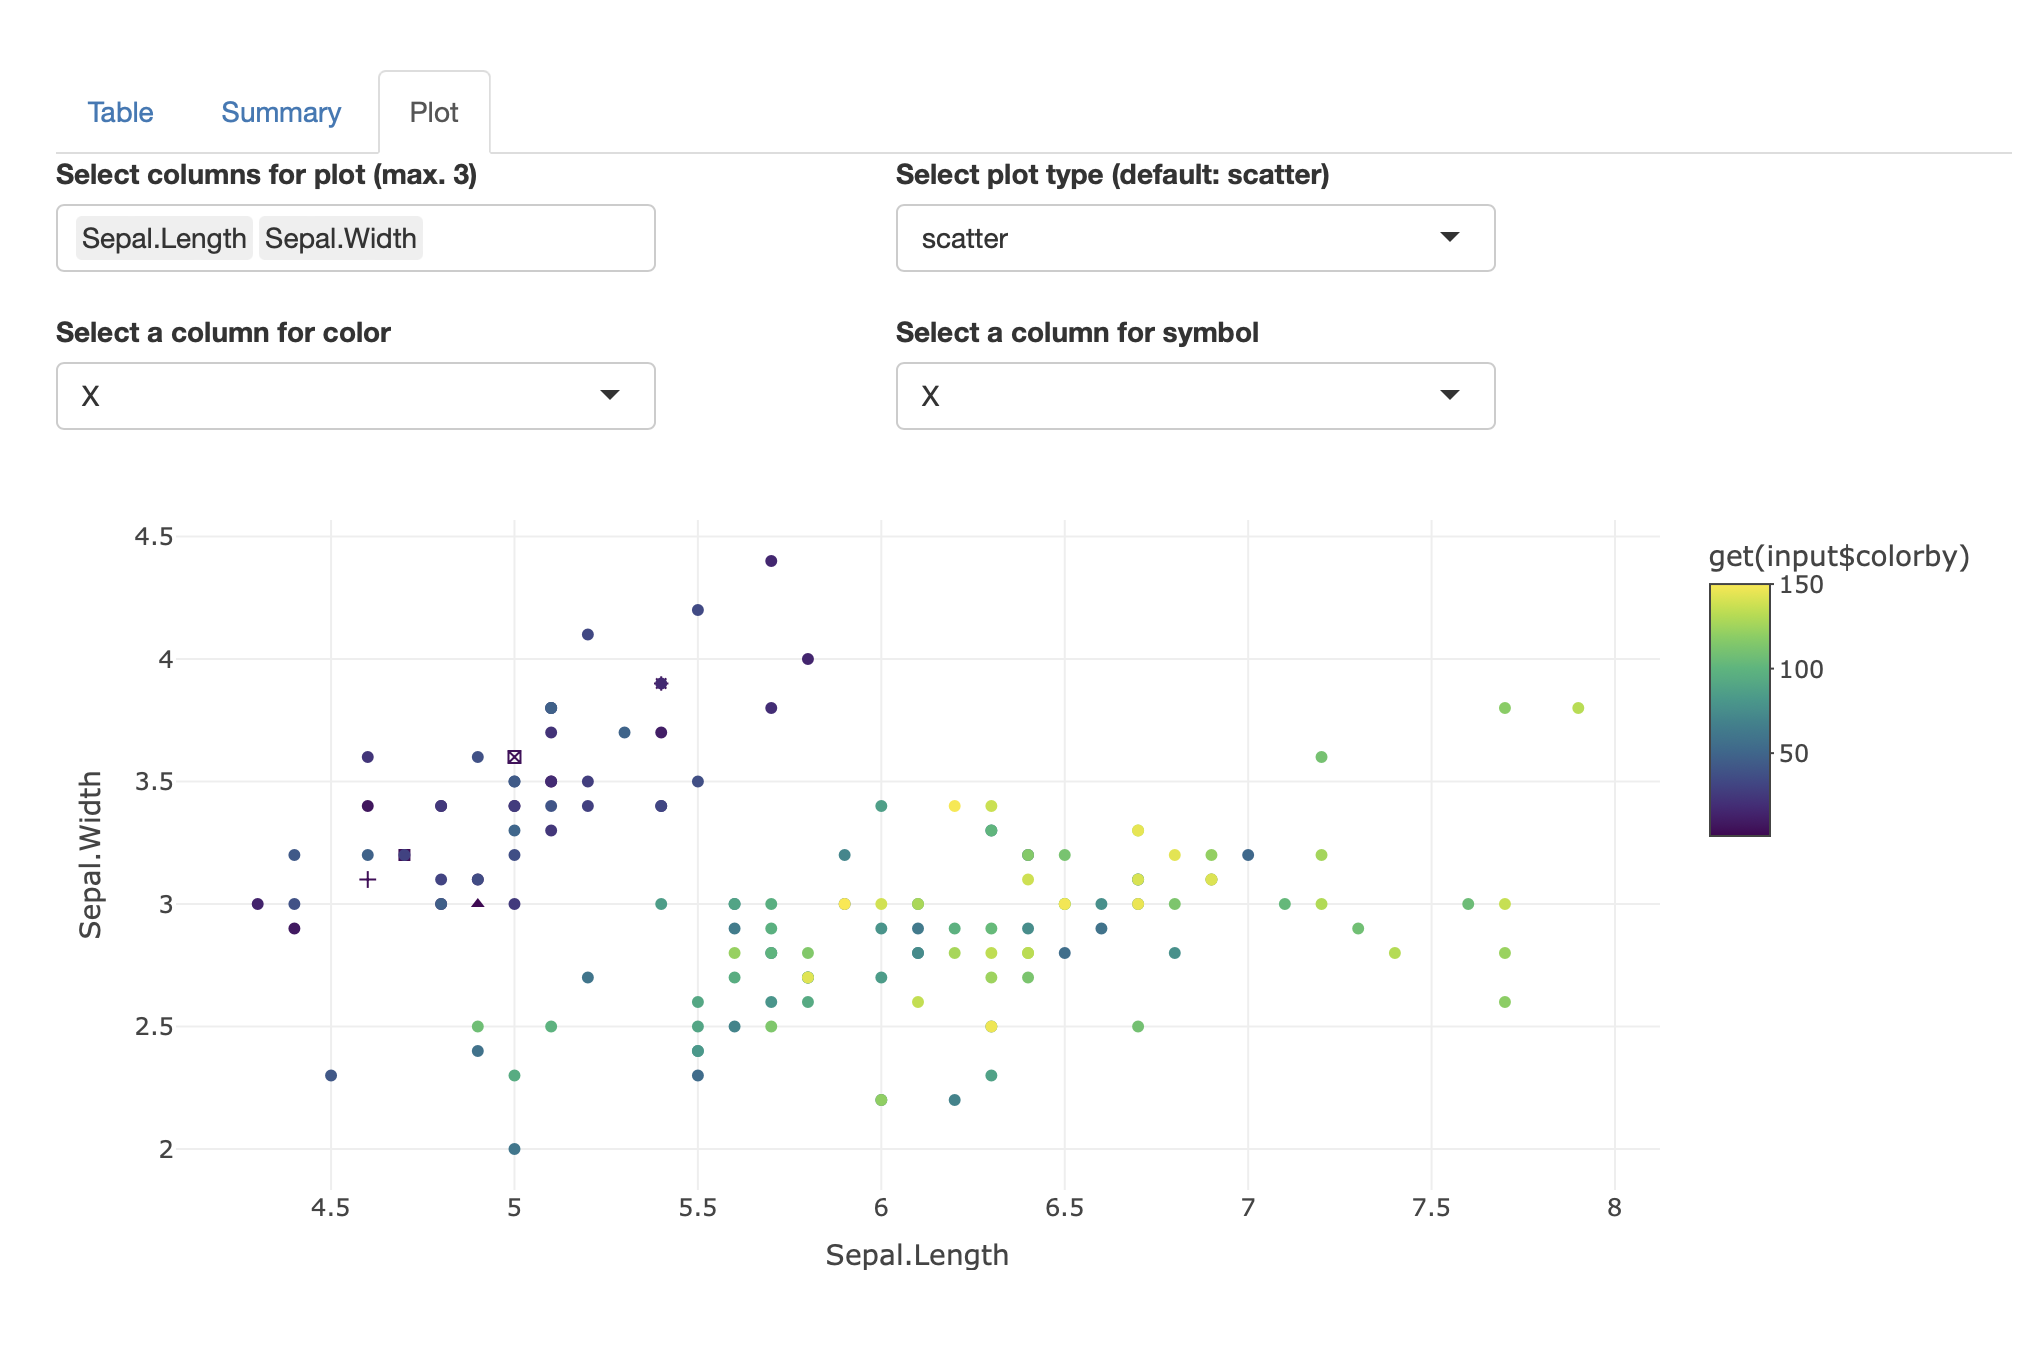 Table Summary Plot
Select columns for plot (max. 3)
Select plot type (default: scatter)
Sepal.Length Sepal.Width
scatter
Select a column for color
Select a column for symbol
X
X
get(input$colorby)
150
100
50
4.5
4
3.5
3
2.5
2
Sepal.Width
4.5 5 5.5 6 6.5 7 7.5 8
Sepal.Length